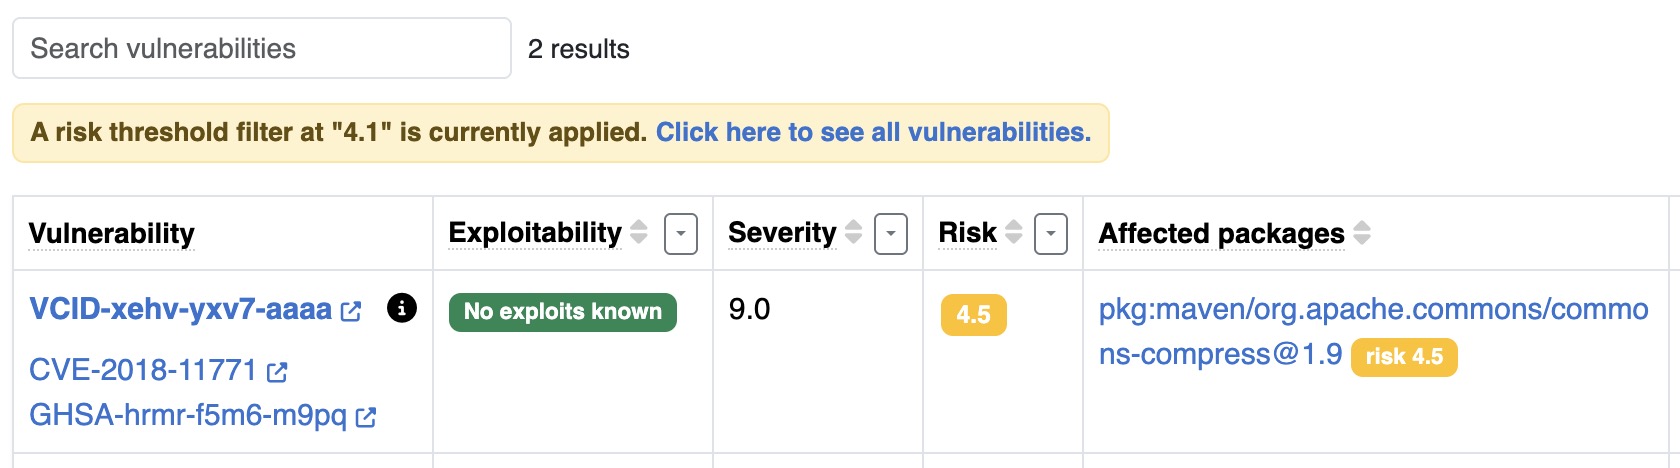 Search vulnerabilities
2 results
A risk threshold filter at "4.1" is currently applied. Click here to see all vulnerabilities.
Vulnerability Exploitability Severity Risk Affected packages
VCID-xehv-yxv7-aaaa No exploits known 9.0 4.5 pkg:maven/org.apache.commons/commo
ns-compress@1.9 risk 4.5
CVE-2018-11771
GHSA-hrmr-f5m6-m9pq